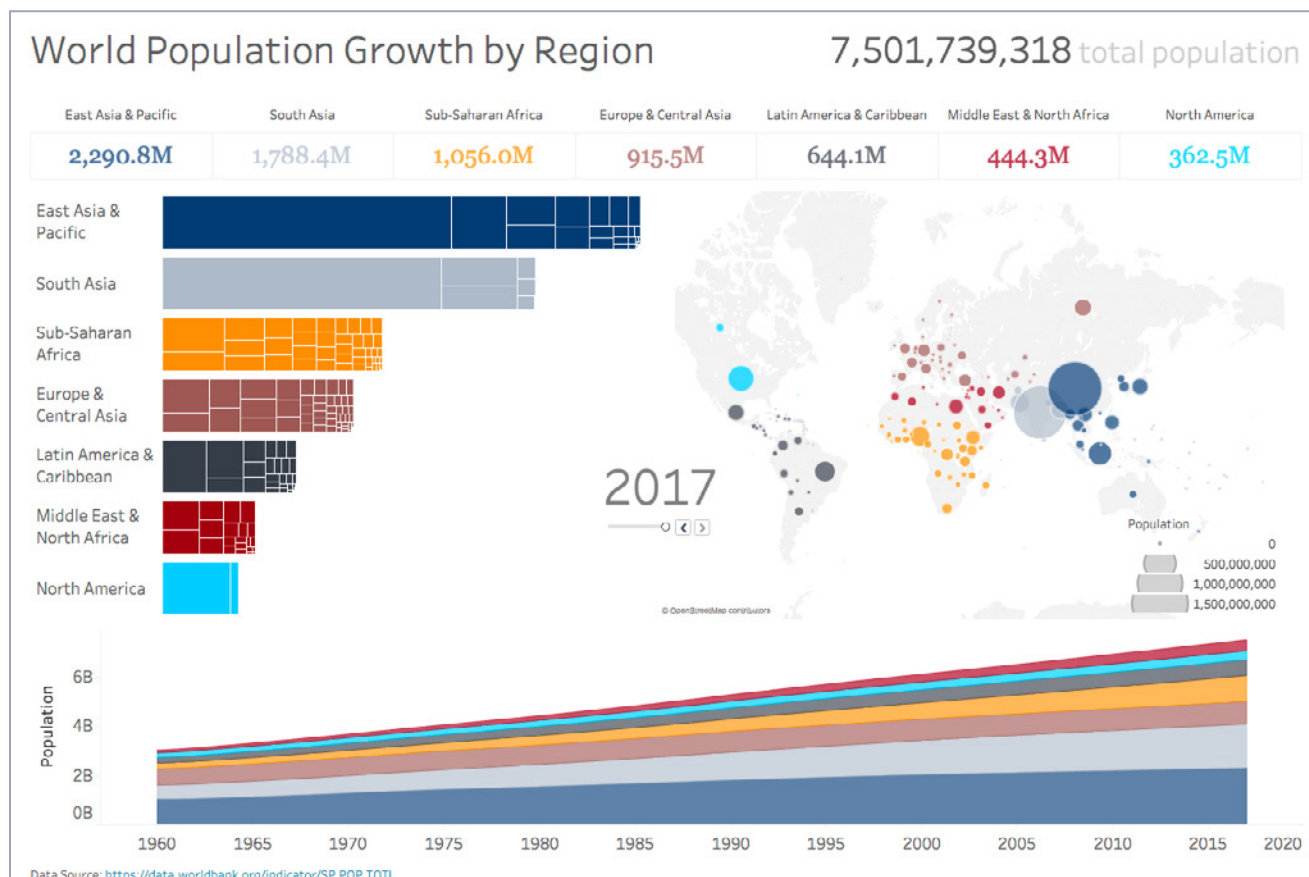 World Population Growth by Region
7,501,739,318 total population
East Asia & Pacific South Asia Sub-Saharan Africa Europe & Central Asia Latin America & Caribbean Middle East & North Africa North America
2,290.8M 1,788.4M 1,056.0M 915.5M 644.1M 444.3M 362.5M
East Asia &
Pacific
South Asia
Sub-Saharan
Africa
Europe &
Central Asia
Latin America &
Caribbean
Middle East &
North Africa
North America
2017
Population
0
500,000,000
1,000,000,000
1,500,000,000
© OpenStreetMap contributors
Population
6B
4B
2B
0B
1960 1965 1970 1975 1980 1985 1990 1995 2000 2005 2010 2015 2020
Data Source: https://data.worldbank.org/indicator/SP.POP.TOTL